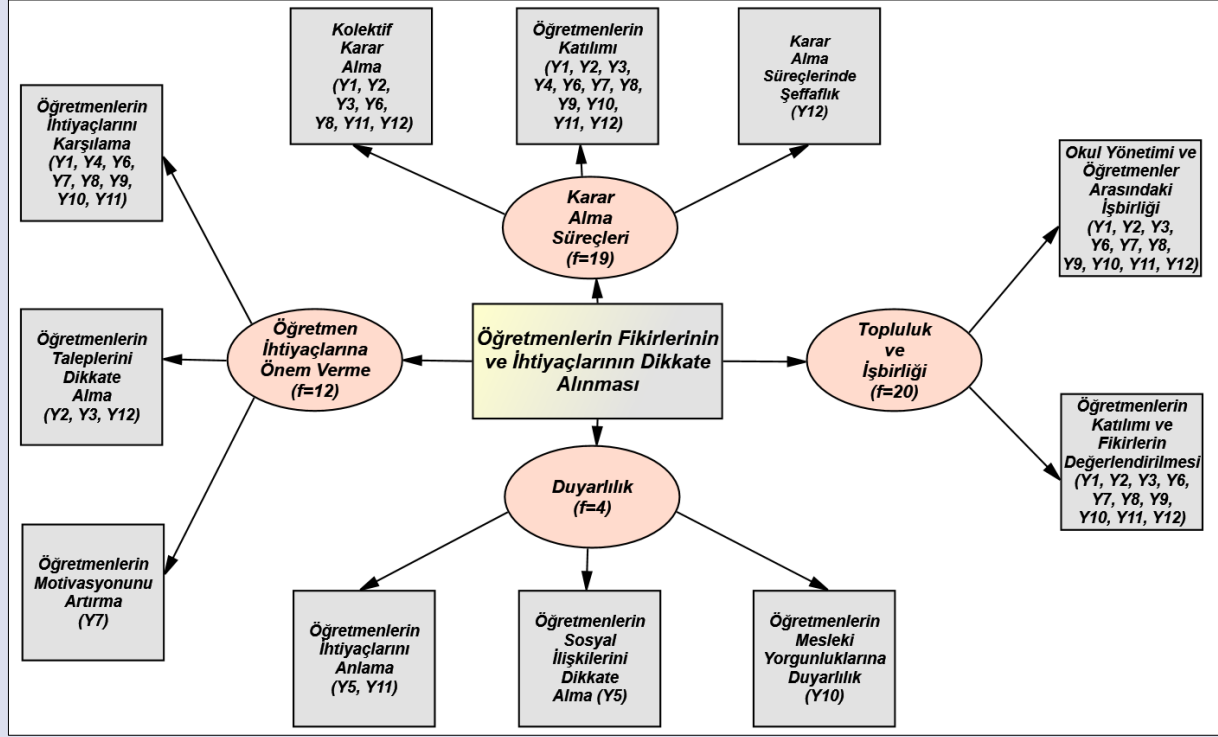 Kolektif
Karar
Alma
(Y1, Y2,
Y3, Y6,
Y8, Y11, Y12)
Öğretmenlerin
Katılımı
(Y1, Y2, Y3,
Y4, Y6, Y7, Y8,
Y9, Y10,
Y11, Y12)
Karar
Alma
Süreçlerinde
Şeffaflık
(Y12)
Öğretmenlerin
İhtiyaçlarını
Karşılama
(Y1, Y4, Y6,
Y7, Y8, Y9,
Y10, Y11)
Karar
Alma
Süreçleri
(f=19)
Okul Yönetimi ve
Öğretmenler
Arasındaki
İşbirliği
(Y1, Y2, Y3,
Y6, Y7, Y8,
Y9, Y10, Y11, Y12)
Öğretmenlerin
Taleplerini
Dikkate
Alma
(Y2, Y3, Y12)
Öğretmen
İhtiyaçlarına
Önem Verme
(f=12)
Öğretmenlerin Fikirlerinin
ve İhtiyaçlarının Dikkate
Alınması
Topluluk
ve
İşbirliği
(f=20)
Öğretmenlerin
Katılımı ve
Fikirlerin
Değerlendirilmesi
(Y1, Y2, Y3, Y6,
Y7, Y8, Y9,
Y10, Y11, Y12)
Duyarlılık
(f=4)
Öğretmenlerin
Motivasyonunu
Artırma
(Y7)
Öğretmenlerin
İhtiyaçlarını
Anlama
(Y5, Y11)
Öğretmenlerin
Sosyal
İlişkilerini
Dikkate
Alma (Y5)
Öğretmenlerin
Mesleki
Yorgunluklarına
Duyarlılık
(Y10)